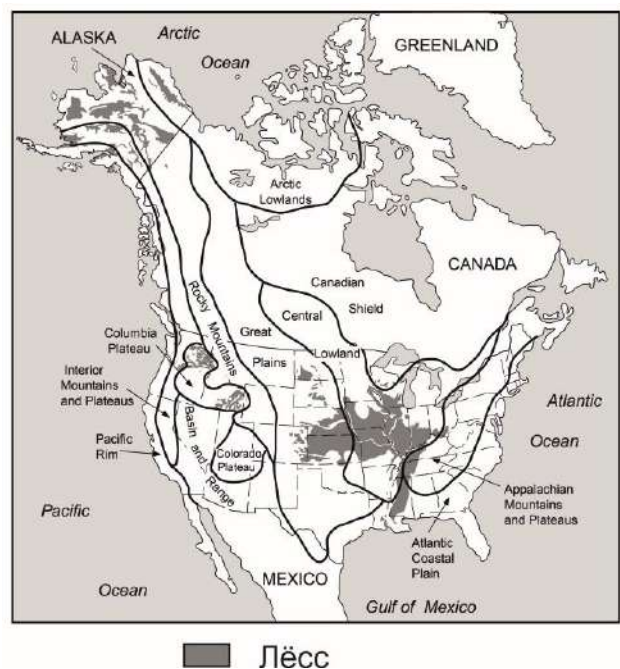 Arctic
Ocean
ALASKA
GREENLAND
Arctic
Lowlands
CANADA
Canadian
Shield
Central
Lowland
Great
Plains
Rocky
Mountains
Columbia
Plateau
Interior
Mountains
and Plateaus
Basin and Range
Colorado
Plateau
Pacific
Rim
Atlantic
Ocean
Appalachian
Mountains
and Plateaus
Atlantic
Coastal
Plain
Pacific
Ocean
MEXICO
Gulf of Mexico
Лёсс